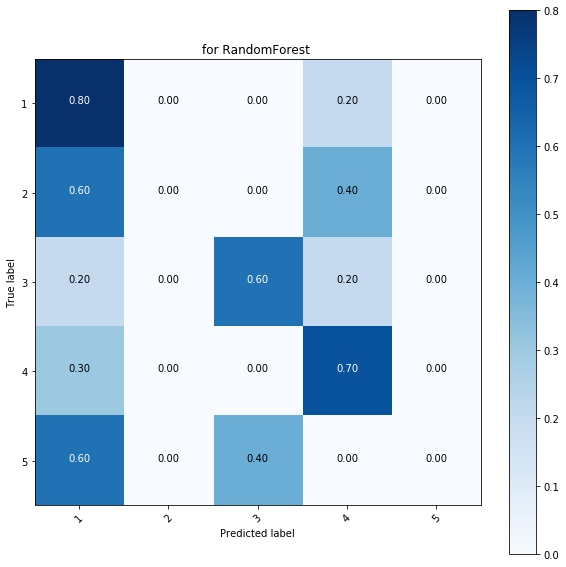 for RandomForest
True label
1 0.80 0.00 0.00 0.20 0.00
2 0.60 0.00 0.00 0.40 0.00
3 0.20 0.00 0.60 0.20 0.00
4 0.30 0.00 0.00 0.70 0.00
5 0.60 0.00 0.40 0.00 0.00
1 2 3 4 5
Predicted label
0.8
0.7
0.6
0.5
0.4
0.3
0.2
0.1
0.0